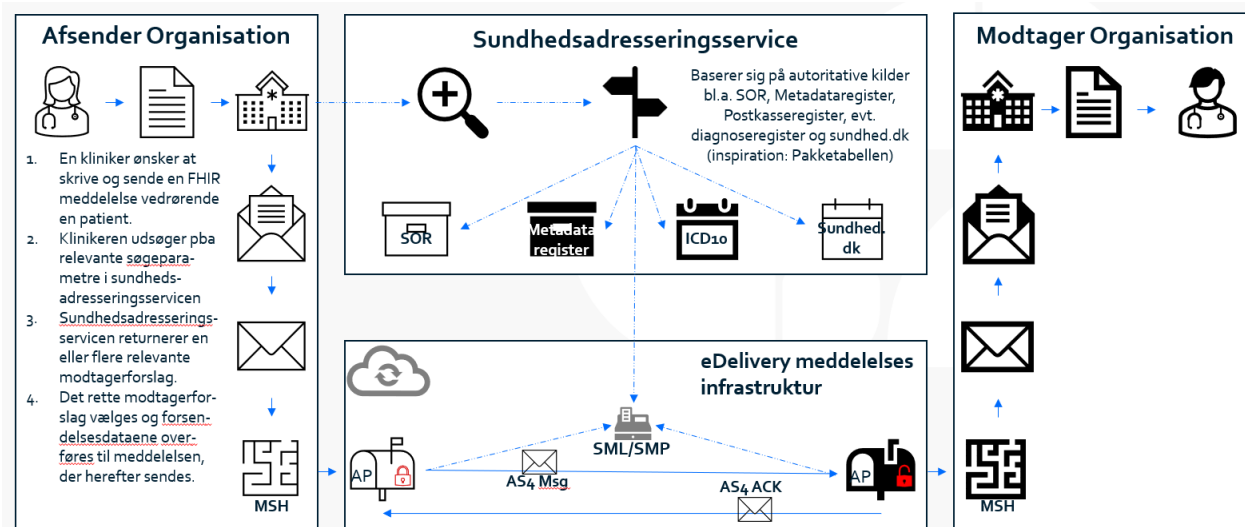 Afsender Organisation
1. En kliniker ønsker at
skrive og sende en FHIR
meddelelse vedrørende
en patient.
2. Klinikeren udsøger pba
relevante søgepara-
metre i sundheds-
adresseringsservicen
3. Sundhedsadresserings-
servicen returnerer en
eller flere relevante
modtagerforslag.
4. Det rette modtagerfor-
slag vælges og forsen-
delsesdataene over-
føres til meddelelsen,
der herefter sendes.
MSH
Sundhedsadresseringsservice
Baserer sig på autoritative kilder
bl.a. SOR, Metadataregister,
Postkasseregister, evt.
diagnoseregister og sundhed.dk
(inspiration: Pakketabellen)
SOR
Metadata
register
ICD10
Sundhed.
dk
eDelivery meddelelses
infrastruktur
SML/SMP
AP
AS4 Msg
AS4 ACK
AP
Modtager Organisation
MSH